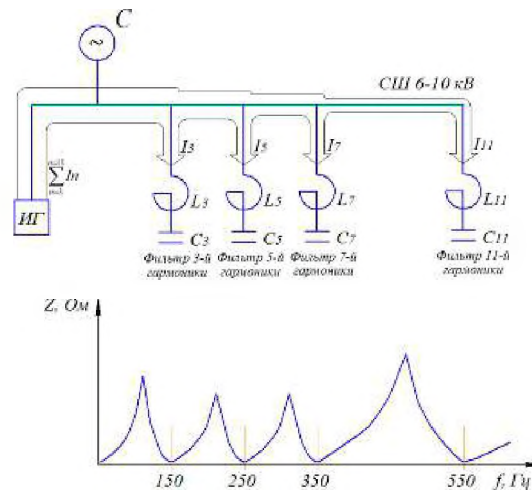 С
СШ 6-10 кВ
I3 I5 I7 I11
∑ In
ИГ
L3 L5 L7 L11
C3 C5 C7 C11
Фильтр 3-й гармоники
Фильтр 5-й гармоники
Фильтр 7-й гармоники
Фильтр 11-й гармоники
Z, Ом
150 250 350 550 f, Гц